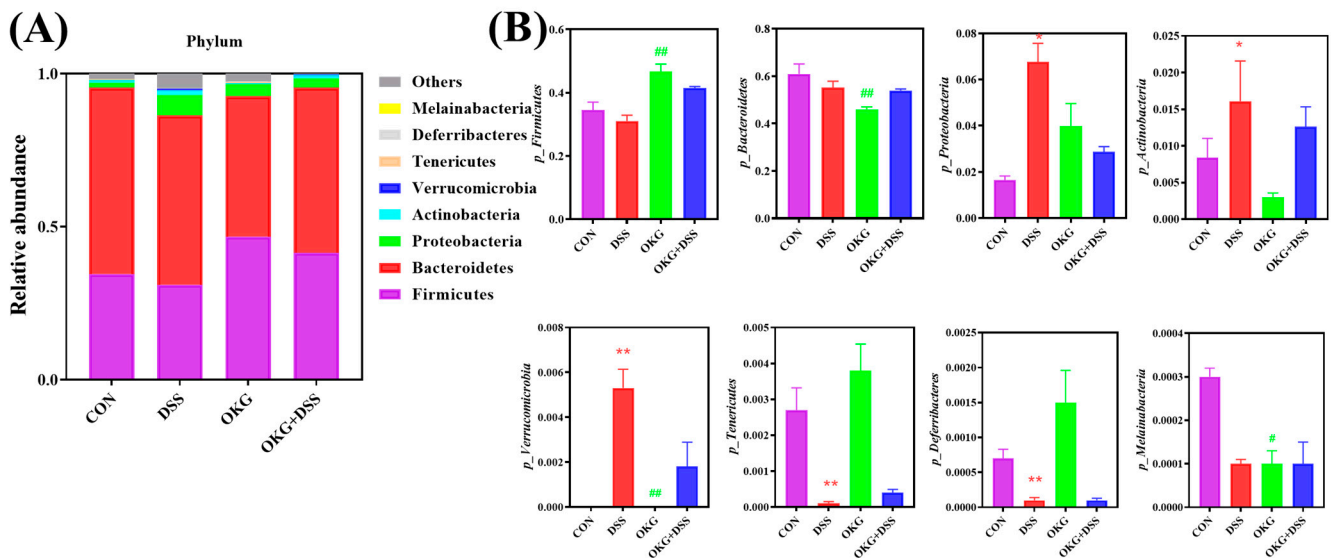 (A)
Phylum
Relative abundance
1.0
0.5
0.0
CON
DSS
OKG
OKG+DSS
Others
Melainabacteria
Deferribacteres
Tenericutes
Verrucomicrobia
Actinobacteria
Proteobacteria
Bacteroidetes
Firmicutes
(B)
p_Firmicutes
0.6
0.4
0.2
0.0
##
CON
DSS
OKG
OKG+DSS
p_Bacteroidetes
0.8
0.6
0.4
0.2
0.0
##
CON
DSS
OKG
OKG+DSS
p_Proteobacteria
0.08
0.06
0.04
0.02
0.00
*
CON
DSS
OKG
OKG+DSS
p_Actinobacteria
0.025
0.020
0.015
0.010
0.005
0.000
*
CON
DSS
OKG
OKG+DSS
p_Verrucomicrobia
0.008
0.006
0.004
0.002
0.000
**
##
CON
DSS
OKG
OKG+DSS
p_Tenericutes
0.005
0.004
0.003
0.002
0.001
0.000
**
CON
DSS
OKG
OKG+DSS
p_Deferribacteres
0.0025
0.0020
0.0015
0.0010
0.0005
0.0000
**
CON
DSS
OKG
OKG+DSS
p_Melainabacteria
0.0004
0.0003
0.0002
0.0001
0.0000
#
CON
DSS
OKG
OKG+DSS